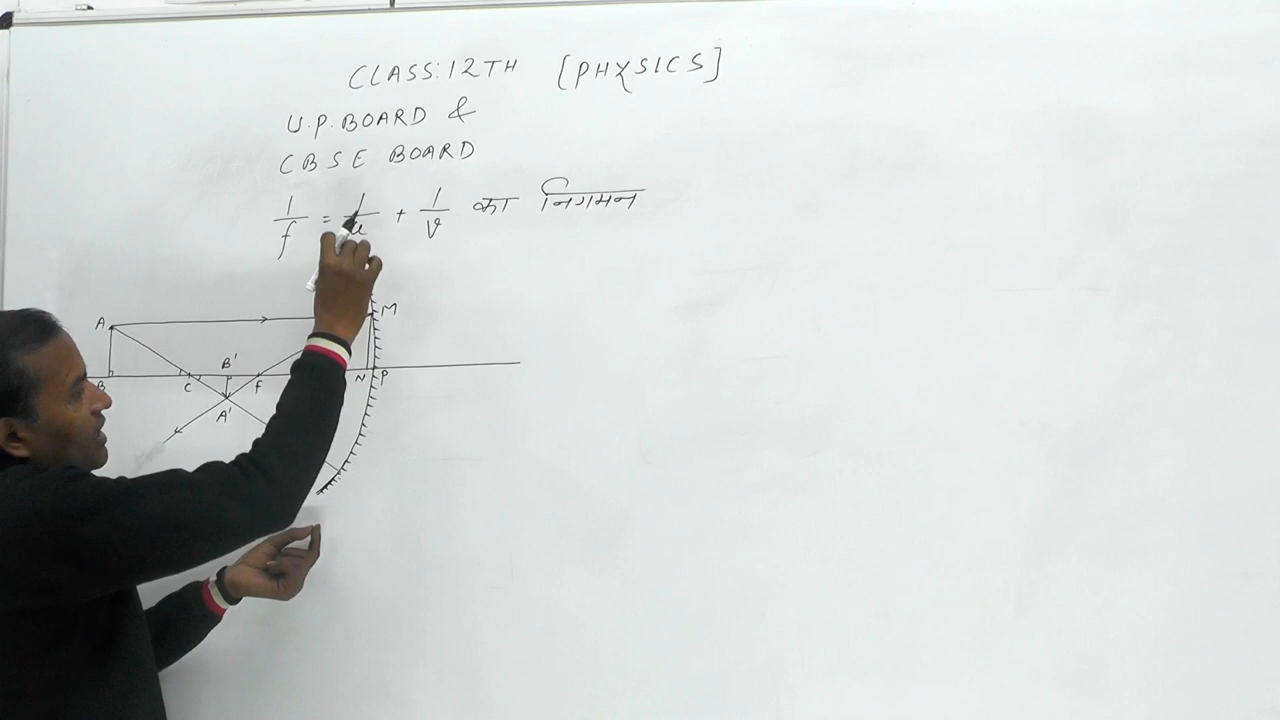 CLASS: 12TH [PHYSICS]
U.P. BOARD &
CBSE BOARD
1/f = 1/u + 1/v का निगमन
A M
B C B' F N P
A'